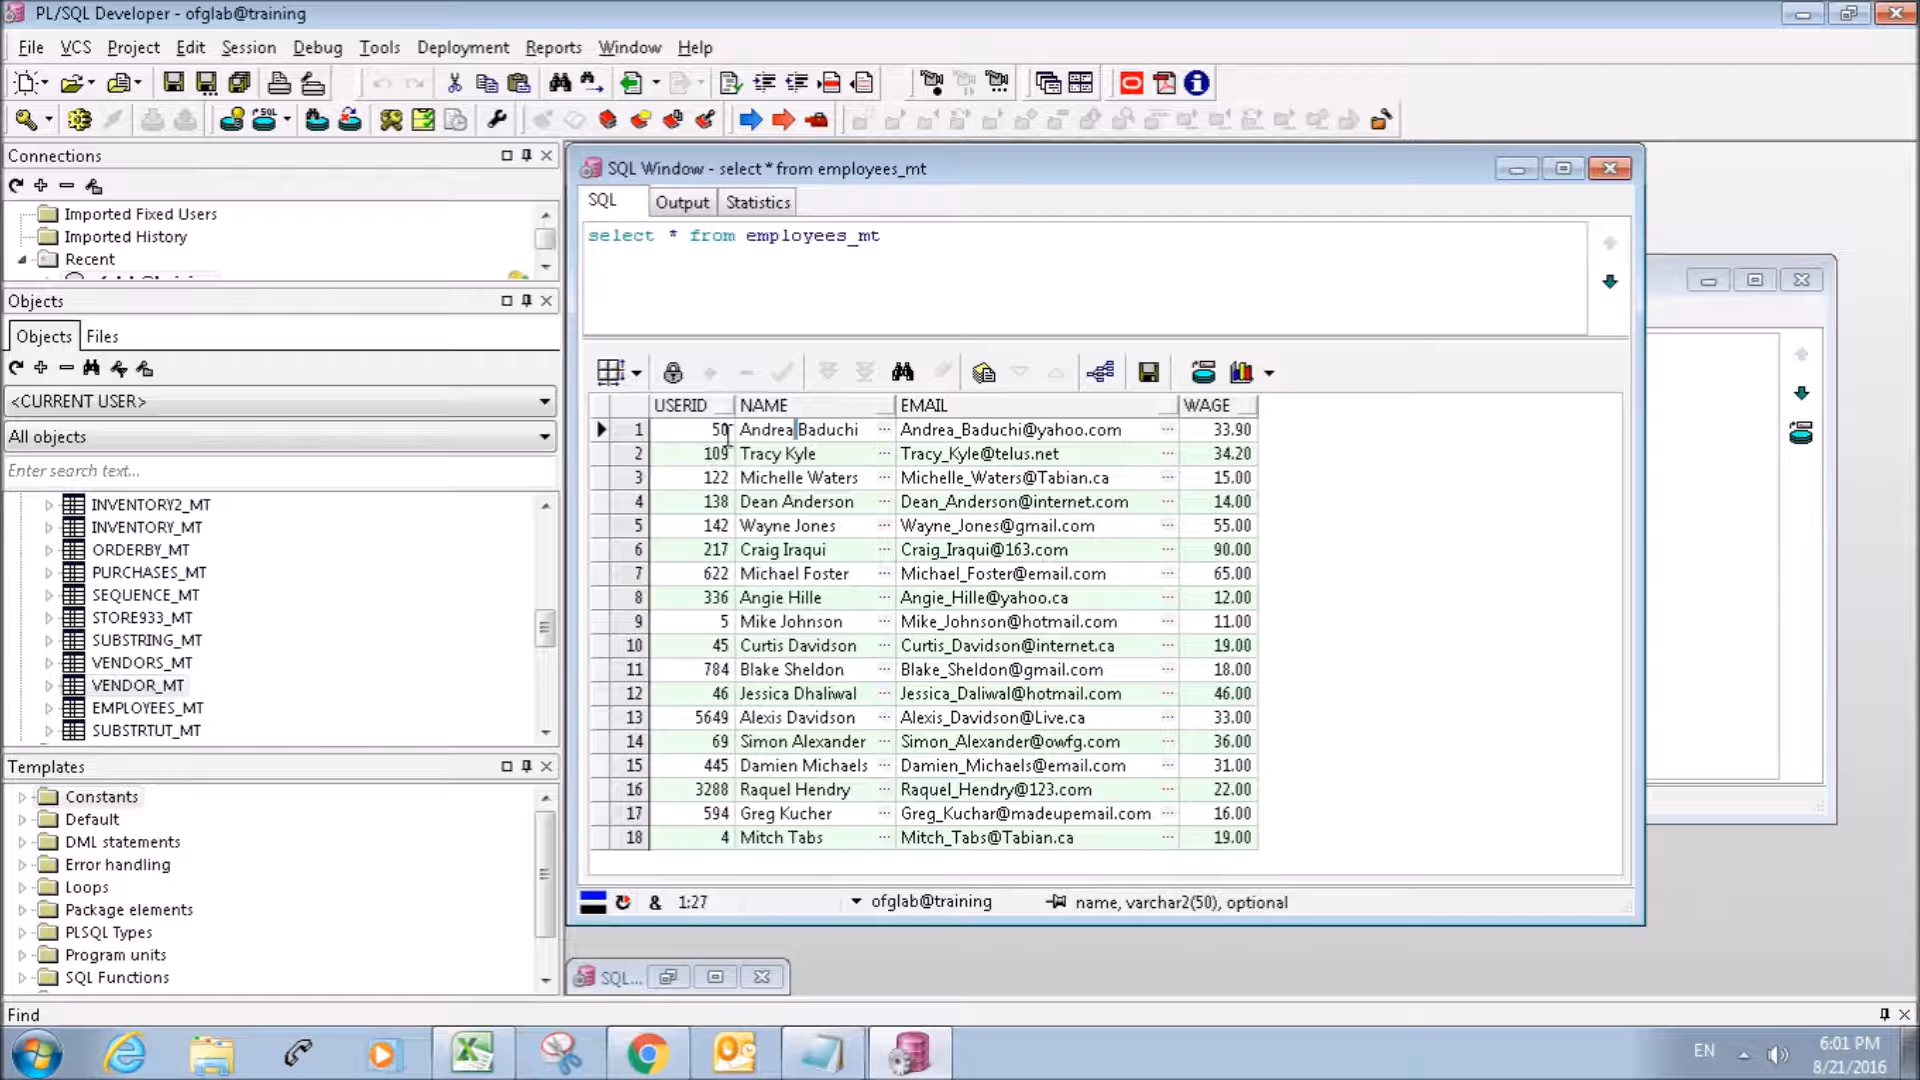 PL/SQL Developer - ofglab@training
File VCS Project Edit Session Debug Tools Deployment Reports Window Help
SQL
Connections
Imported Fixed Users
Imported History
Recent
Objects
Objects Files
<CURRENT USER>
All objects
Enter search text...
INVENTORY2_MT
INVENTORY_MT
ORDERBY_MT
PURCHASES_MT
SEQUENCE_MT
STORE933_MT
SUBSTRING_MT
VENDORS_MT
VENDOR_MT
EMPLOYEES_MT
SUBSTRTUT_MT
Templates
Constants
Default
DML statements
Error handling
Loops
Package elements
PLSQL Types
Program units
SQL Functions
SQL Window - select * from employees_mt
SQL Output Statistics
select * from employees_mt
USERID NAME EMAIL WAGE
1 50 Andrea Baduchi ... Andrea_Baduchi@yahoo.com ... 33.90
2 109 Tracy Kyle ... Tracy_Kyle@telus.net ... 34.20
3 122 Michelle Waters ... Michelle_Waters@Tabian.ca ... 15.00
4 138 Dean Anderson ... Dean_Anderson@internet.com ... 14.00
5 142 Wayne Jones ... Wayne_Jones@gmail.com ... 55.00
6 217 Craig Iraqui ... Craig_Iraqui@163.com ... 90.00
7 622 Michael Foster ... Michael_Foster@email.com ... 65.00
8 336 Angie Hille ... Angie_Hille@yahoo.ca ... 12.00
9 5 Mike Johnson ... Mike_Johnson@hotmail.com ... 11.00
10 45 Curtis Davidson ... Curtis_Davidson@internet.ca ... 19.00
11 784 Blake Sheldon ... Blake_Sheldon@gmail.com ... 18.00
12 46 Jessica Dhaliwal ... Jessica_Daliwal@hotmail.com ... 46.00
13 5649 Alexis Davidson ... Alexis_Davidson@Live.ca ... 33.00
14 69 Simon Alexander ... Simon_Alexander@owfg.com ... 36.00
15 445 Damien Michaels ... Damien_Michaels@email.com ... 31.00
16 3288 Raquel Hendry ... Raquel_Hendry@123.com ... 22.00
17 594 Greg Kucher ... Greg_Kuchar@madeupemail.com ... 16.00
18 4 Mitch Tabs ... Mitch_Tabs@Tabian.ca ... 19.00
& 1:27 ofglab@training name, varchar2(50), optional
SQL...
Find
EN 6:01 PM
8/21/2016